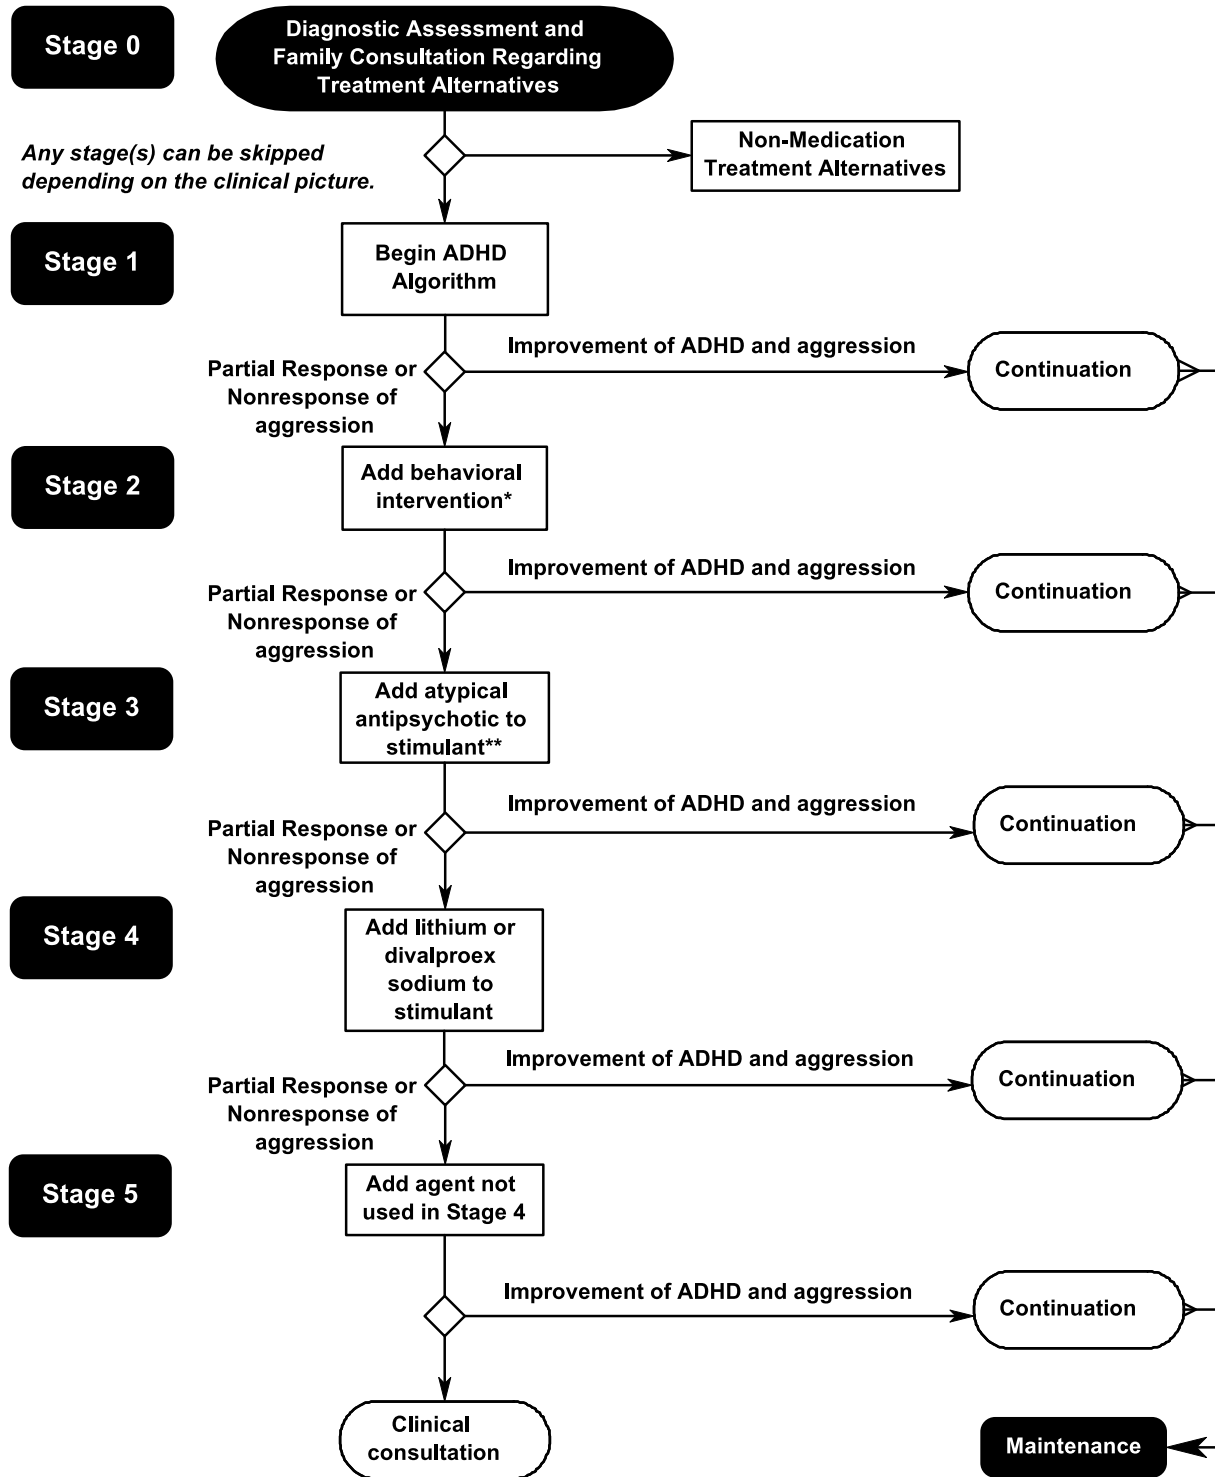 Stage 0
Diagnostic Assessment and
Family Consultation Regarding
Treatment Alternatives
Any stage(s) can be skipped
depending on the clinical picture.
Non-Medication
Treatment Alternatives
Stage 1
Begin ADHD
Algorithm
Improvement of ADHD and aggression
Continuation
Partial Response or
Nonresponse of
aggression
Stage 2
Add behavioral
intervention*
Improvement of ADHD and aggression
Continuation
Partial Response or
Nonresponse of
aggression
Stage 3
Add atypical
antipsychotic to
stimulant**
Improvement of ADHD and aggression
Continuation
Partial Response or
Nonresponse of
aggression
Stage 4
Add lithium or
divalproex
sodium to
stimulant
Improvement of ADHD and aggression
Continuation
Partial Response or
Nonresponse of
aggression
Stage 5
Add agent not
used in Stage 4
Improvement of ADHD and aggression
Continuation
Clinical
consultation
Maintenance